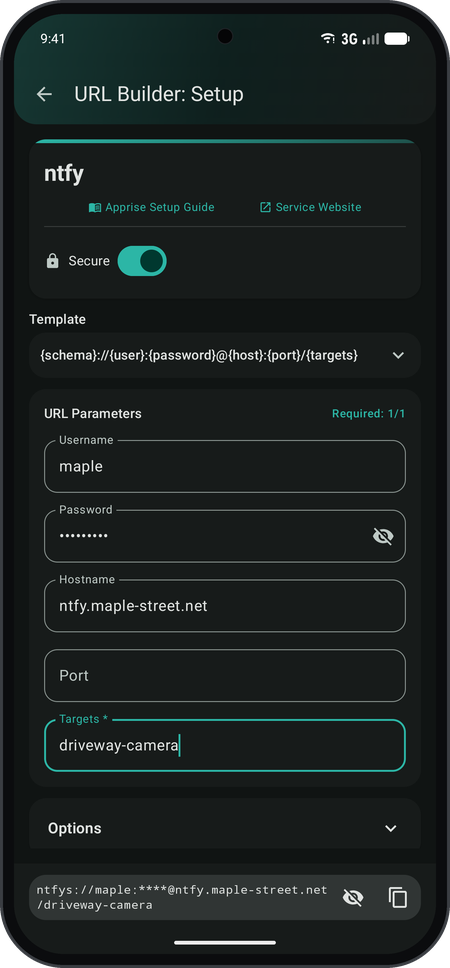 9:41
3G
URL Builder: Setup
ntfy
Apprise Setup Guide
Service Website
Secure
Template
{schema}://{user}:{password}@{host}:{port}/{targets}
URL Parameters
Required: 1/1
Username
maple
Password
•••••••••
Hostname
ntfy.maple-street.net
Port
Targets *
driveway-camera
Options
ntfys://maple:****@ntfy.maple-street.net
/driveway-camera